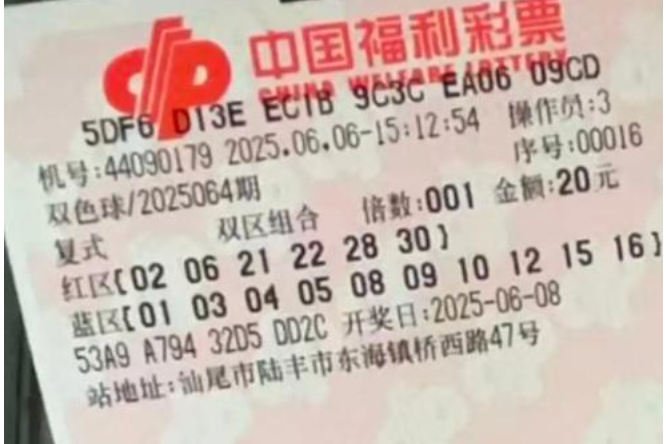 中国福利彩票
CHINA WELFARE LOTTERY
5DF6 D13E EC1B 9C3C EA06 09CD
机号:44090179 2025.06.06-15:12:54 操作员:3
双色球/2025064期 序号:00016
复式 双区组合 倍数:001 金额:20元
红区[02 06 21 22 28 30]
蓝区[01 03 04 05 08 09 10 12 15 16]
53A9 A794 32D5 DD2C 开奖日:2025-06-08
站地址:汕尾市陆丰市东海镇桥西路47号